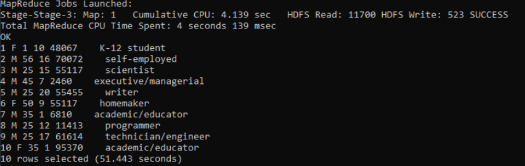 MapReduce Jobs Launched:
Stage-Stage-3: Map: 1 Cumulative CPU: 4.139 sec HDFS Read: 11700 HDFS Write: 523 SUCCESS
Total MapReduce CPU Time Spent: 4 seconds 139 msec
OK
1 F 1 10 48067 K-12 student
2 M 56 16 70072 self-employed
3 M 25 15 55117 scientist
4 M 45 7 2460 executive/managerial
5 M 25 20 55455 writer
6 F 50 9 55117 homemaker
7 M 35 1 6810 academic/educator
8 M 25 12 11413 programmer
9 M 25 17 61614 technician/engineer
10 F 35 1 95370 academic/educator
10 rows selected (51.443 seconds)